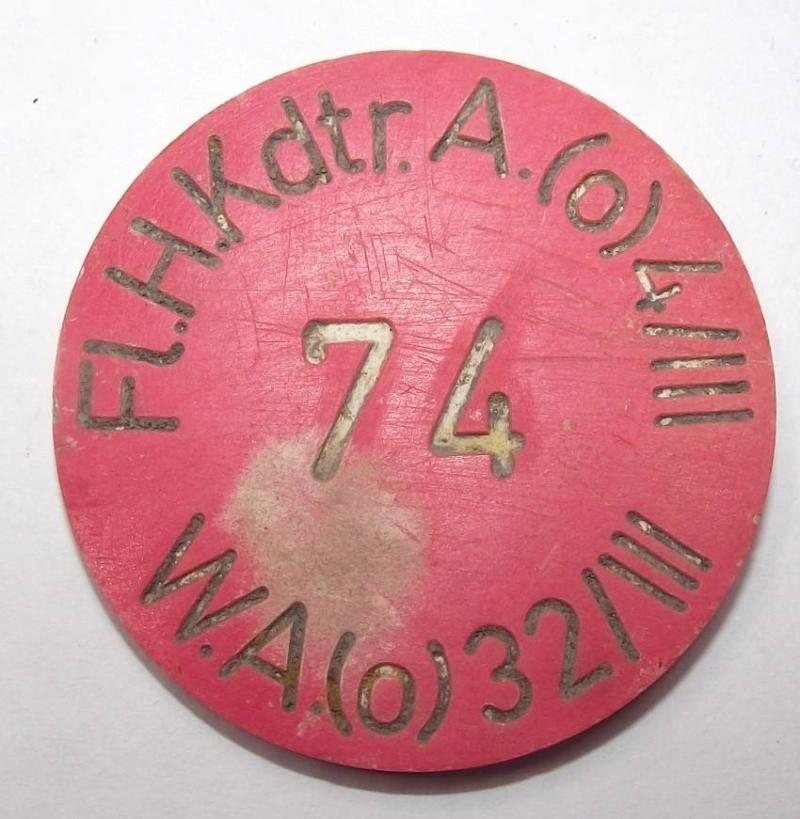 Fl.H.Kdtr. A.(o) 4/III
74
W.A.(o) 32/III